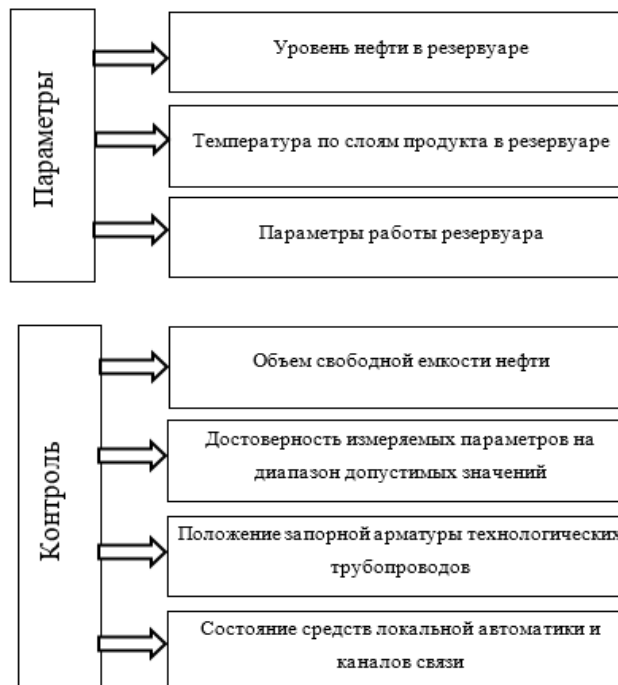 Параметры
Уровень нефти в резервуаре
Температура по слоям продукта в резервуаре
Параметры работы резервуара
Контроль
Объем свободной емкости нефти
Достоверность измеряемых параметров на
диапазон допустимых значений
Положение запорной арматуры технологических
трубопроводов
Состояние средств локальной автоматики и
каналов связи